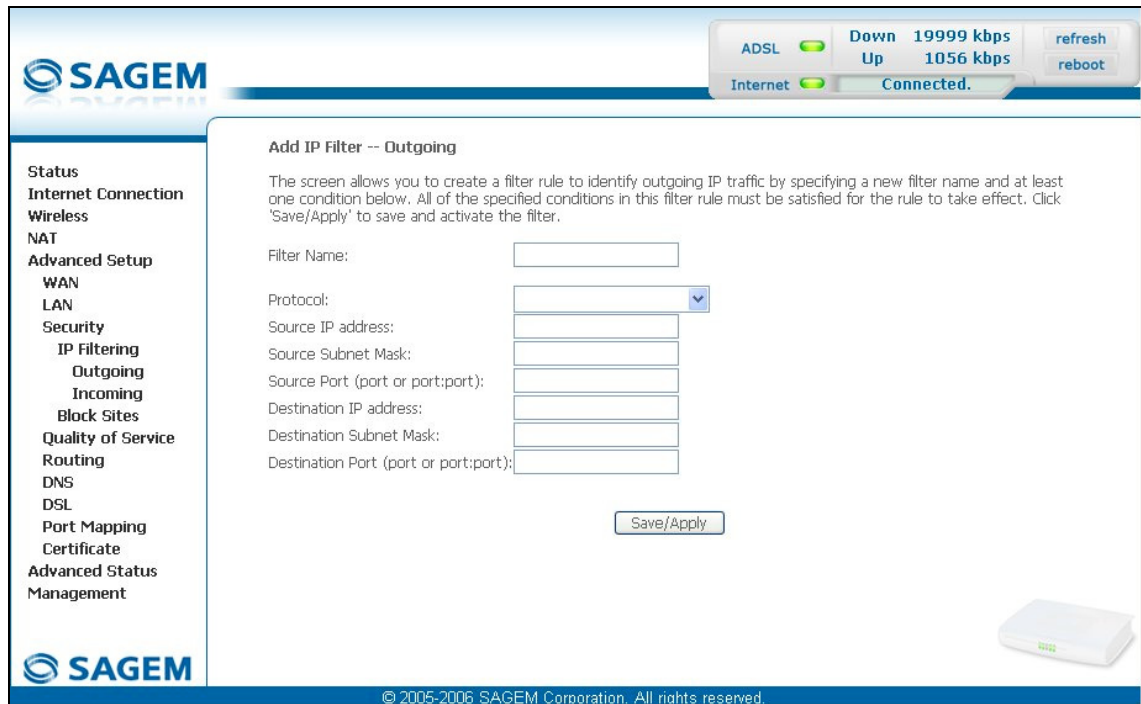 SAGEM
ADSL
Down 19999 kbps
Up 1056 kbps
refresh
reboot
Internet
Connected.
Status
Internet Connection
Wireless
NAT
Advanced Setup
WAN
LAN
Security
IP Filtering
Outgoing
Incoming
Block Sites
Quality of Service
Routing
DNS
DSL
Port Mapping
Certificate
Advanced Status
Management
SAGEM
Add IP Filter -- Outgoing
The screen allows you to create a filter rule to identify outgoing IP traffic by specifying a new filter name and at least
one condition below. All of the specified conditions in this filter rule must be satisfied for the rule to take effect. Click
'Save/Apply' to save and activate the filter.
Filter Name:
Protocol:
Source IP address:
Source Subnet Mask:
Source Port (port or port:port):
Destination IP address:
Destination Subnet Mask:
Destination Port (port or port:port):
Save/Apply
© 2005-2006 SAGEM Corporation. All rights reserved.